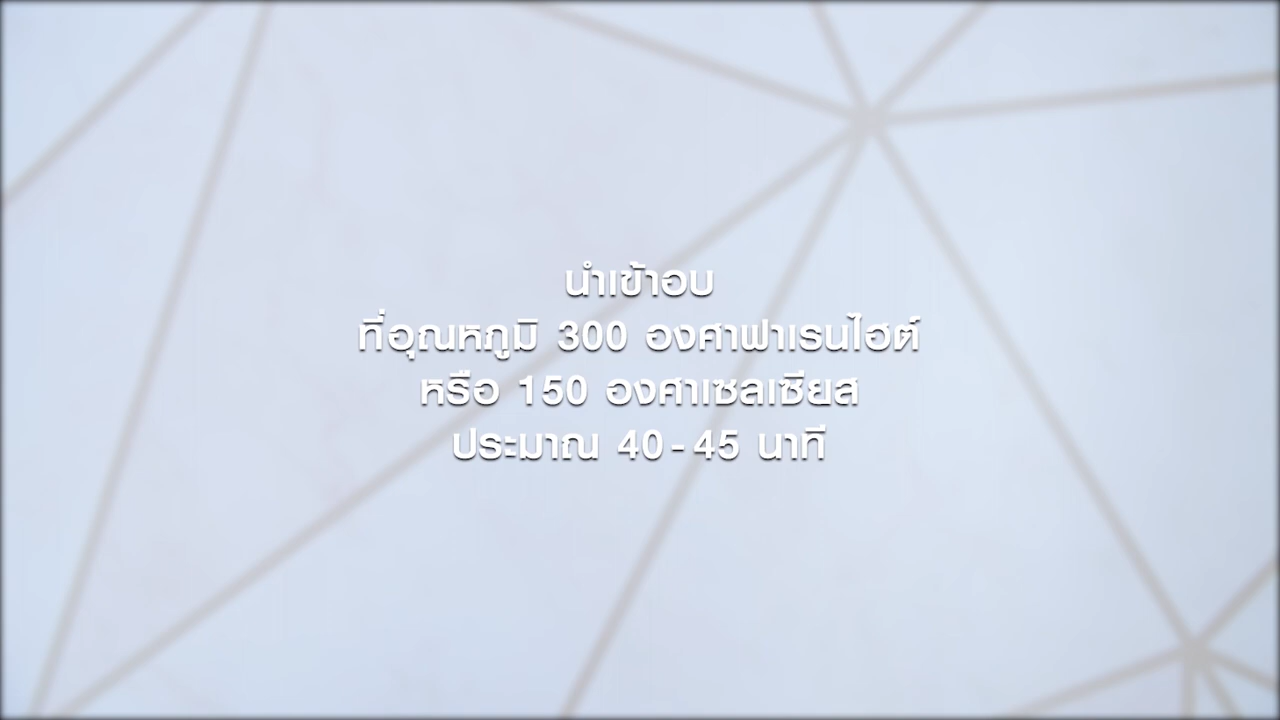 นำเข้าอบ
ที่อุณหภูมิ 300 องศาฟาเรนไฮต์
หรือ 150 องศาเซลเซียส
ประมาณ 40-45 นาที